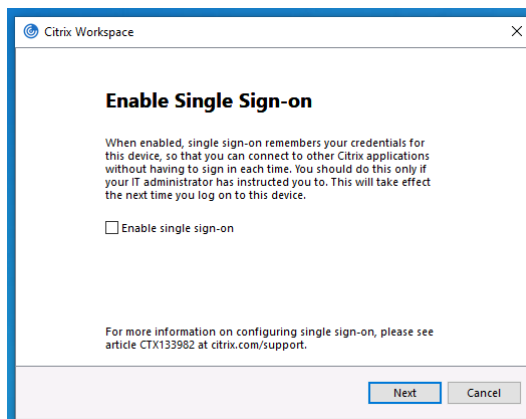 Citrix Workspace
Enable Single Sign-on
When enabled, single sign-on remembers your credentials for
this device, so that you can connect to other Citrix applications
without having to sign in each time. You should do this only if
your IT administrator has instructed you to. This will take effect
the next time you log on to this device.
Enable single sign-on
For more information on configuring single sign-on, please see
article CTX133982 at citrix.com/support.
Next Cancel